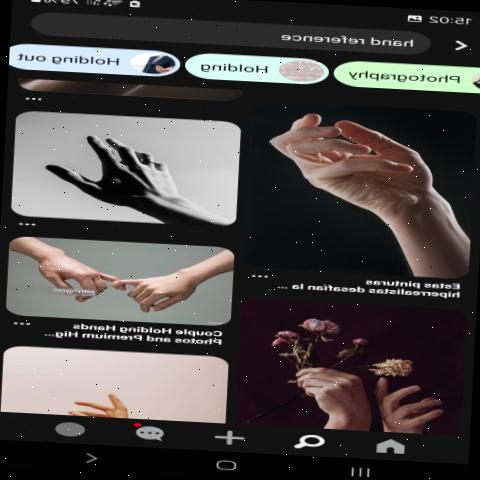 15:02
79%
hand reference
Photography
Holding
Holding out
Estas pinturas
hiperrealistas desafían la ...
Couple Holding Hands
Photos and Premium Hig...